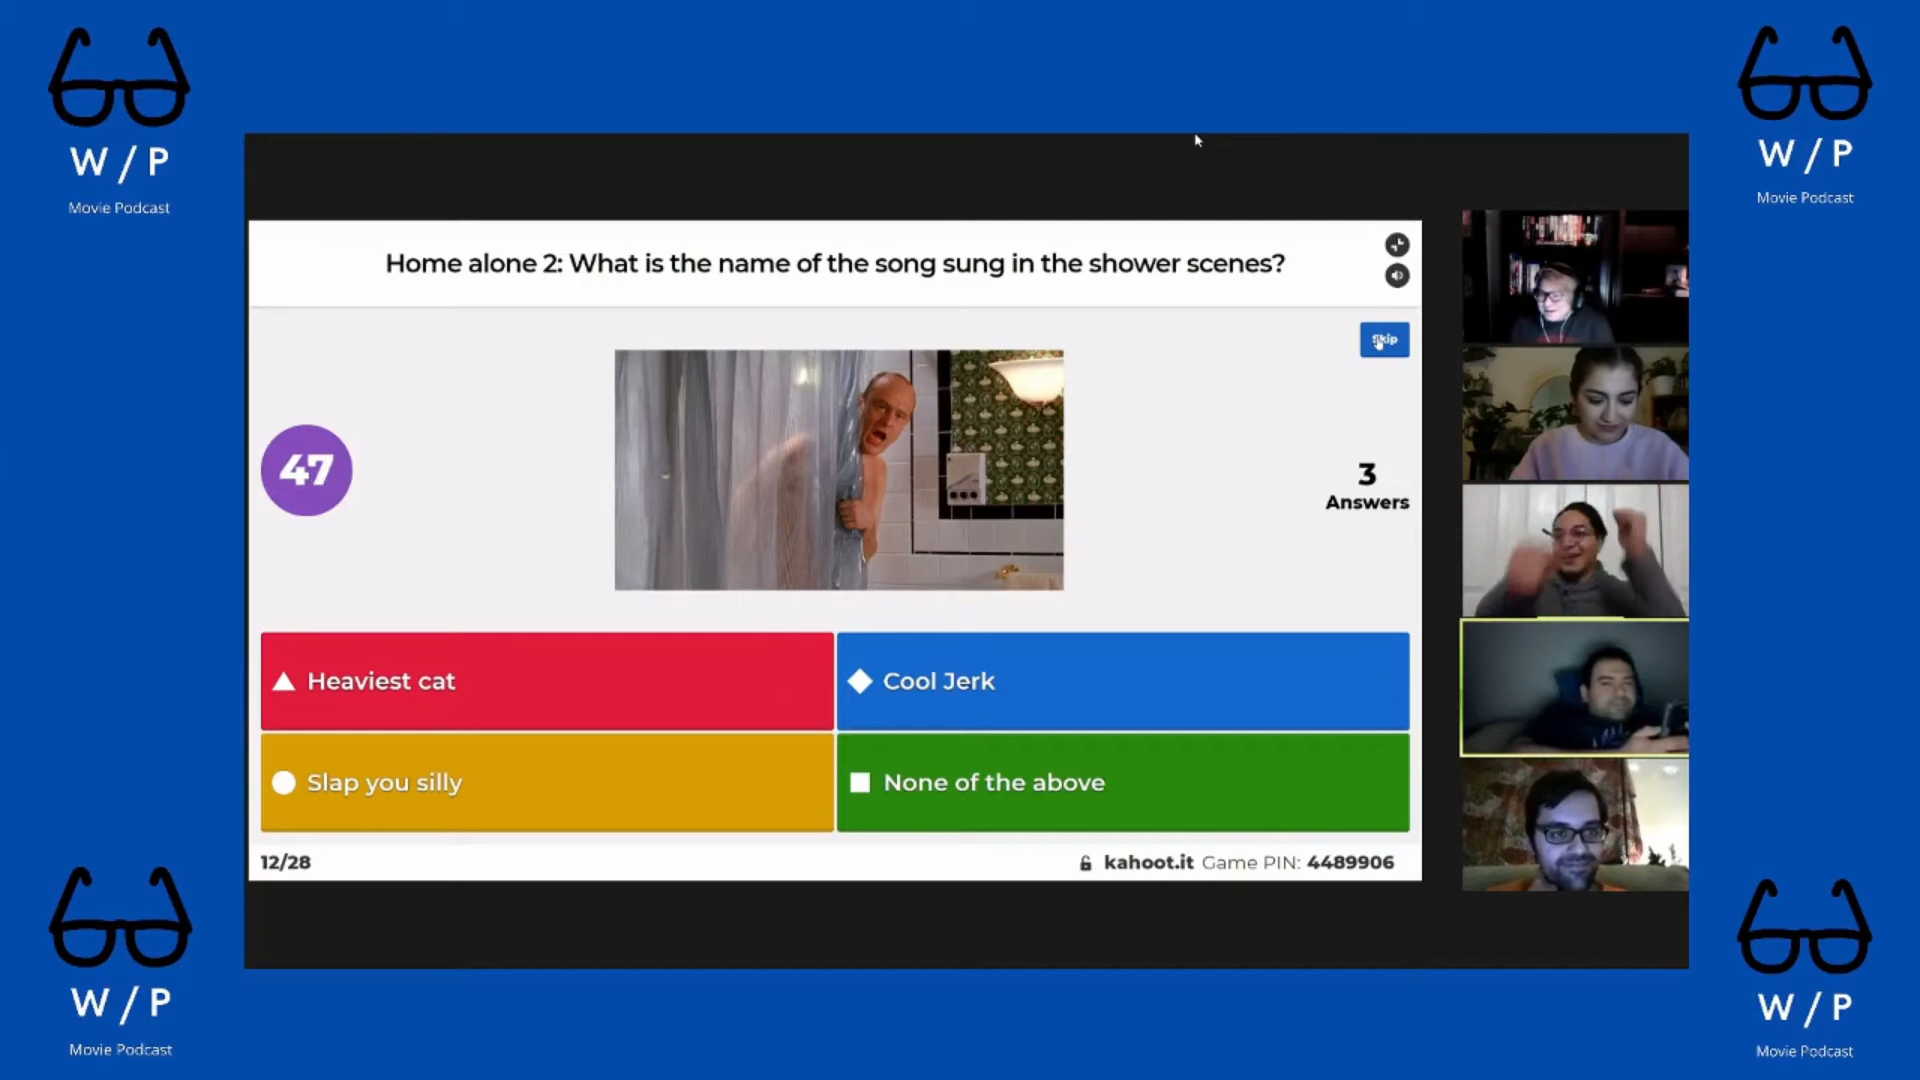 W / P
Movie Podcast
W / P
Movie Podcast
Home alone 2: What is the name of the song sung in the shower scenes?
Skip
47
3
Answers
Heaviest cat
Cool Jerk
Slap you silly
None of the above
12/28
kahoot.it Game PIN: 4489906
W / P
Movie Podcast
W / P
Movie Podcast